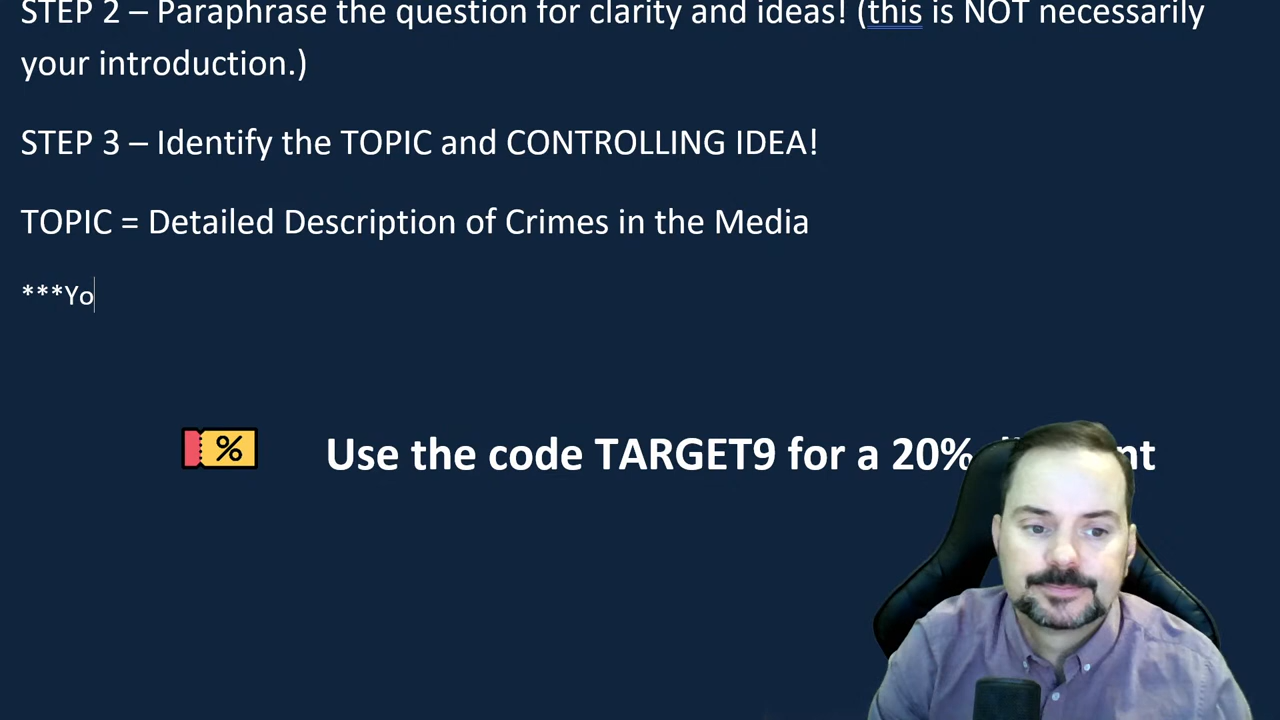 STEP 2 – Paraphrase the question for clarity and ideas! (this is NOT necessarily
your introduction.)
STEP 3 – Identify the TOPIC and CONTROLLING IDEA!
TOPIC = Detailed Description of Crimes in the Media
***Yo
%
Use the code TARGET9 for a 20%